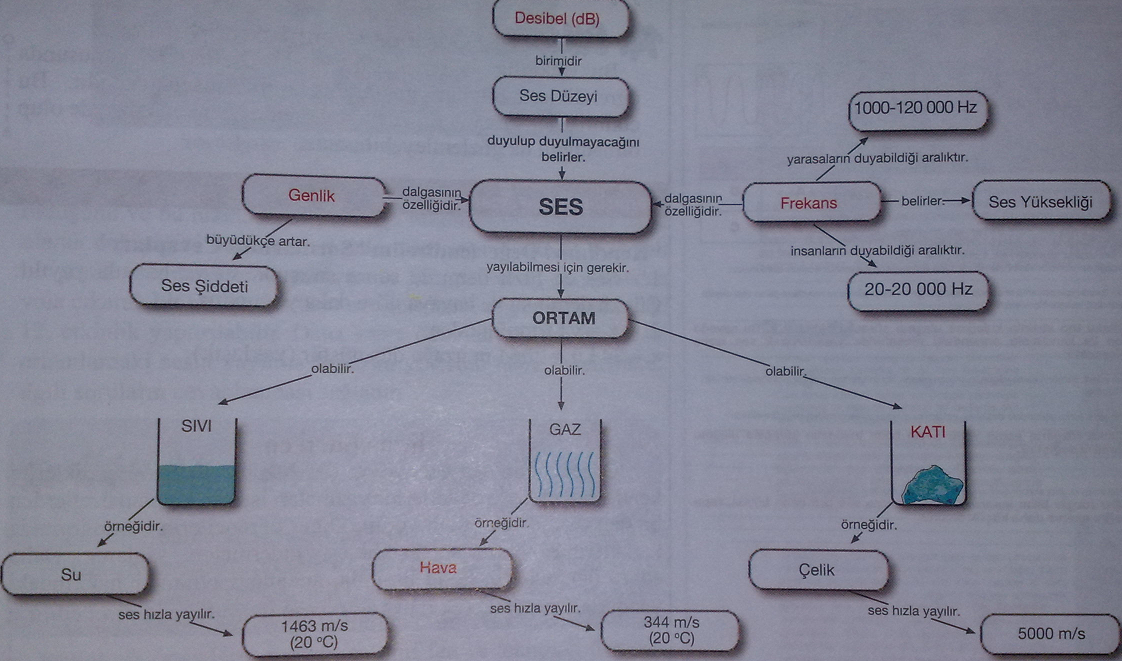 Desibel (dB)
birimidir
Ses Düzeyi
duyulup duyulmayacağını
belirler.
1000-120 000 Hz
yarasaların duyabildiği aralıktır.
Genlik
dalgasının
özelliğidir.
SES
dalgasının
özelliğidir.
Frekans
belirler.
Ses Yüksekliği
büyüdükçe artar.
insanların duyabildiği aralıktır.
Ses Şiddeti
yayılabilmesi için gerekir.
20-20 000 Hz
ORTAM
olabilir.
olabilir.
olabilir.
SIVI
GAZ
KATI
örneğidir.
örneğidir.
örneğidir.
Su
Hava
Çelik
ses hızla yayılır.
ses hızla yayılır.
ses hızla yayılır.
1463 m/s
(20 ºC)
344 m/s
(20 ºC)
5000 m/s